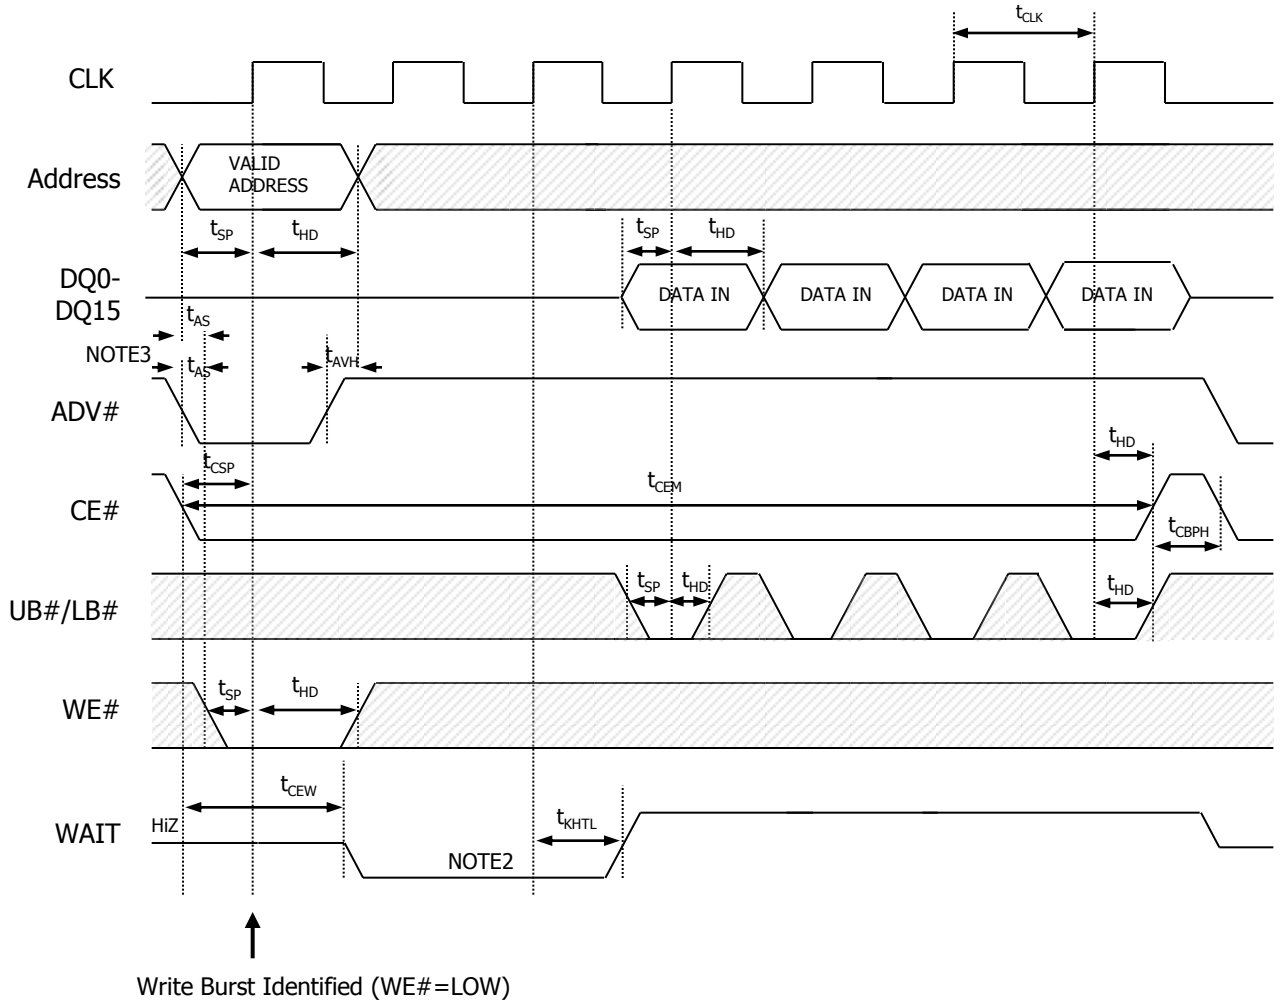 tCLK
CLK
Address
VALID
ADDRESS
tSP
tHD
tSP
tHD
DQ0-
DQ15
DATA IN
DATA IN
DATA IN
DATA IN
tAS
NOTE3
tAS
tAVH
ADV#
tHD
tCSP
tCEM
CE#
tCBPH
tSP
tHD
tHD
UB#/LB#
tSP
tHD
WE#
tCEW
tKHTL
HiZ
WAIT
NOTE2
Write Burst Identified (WE#=LOW)